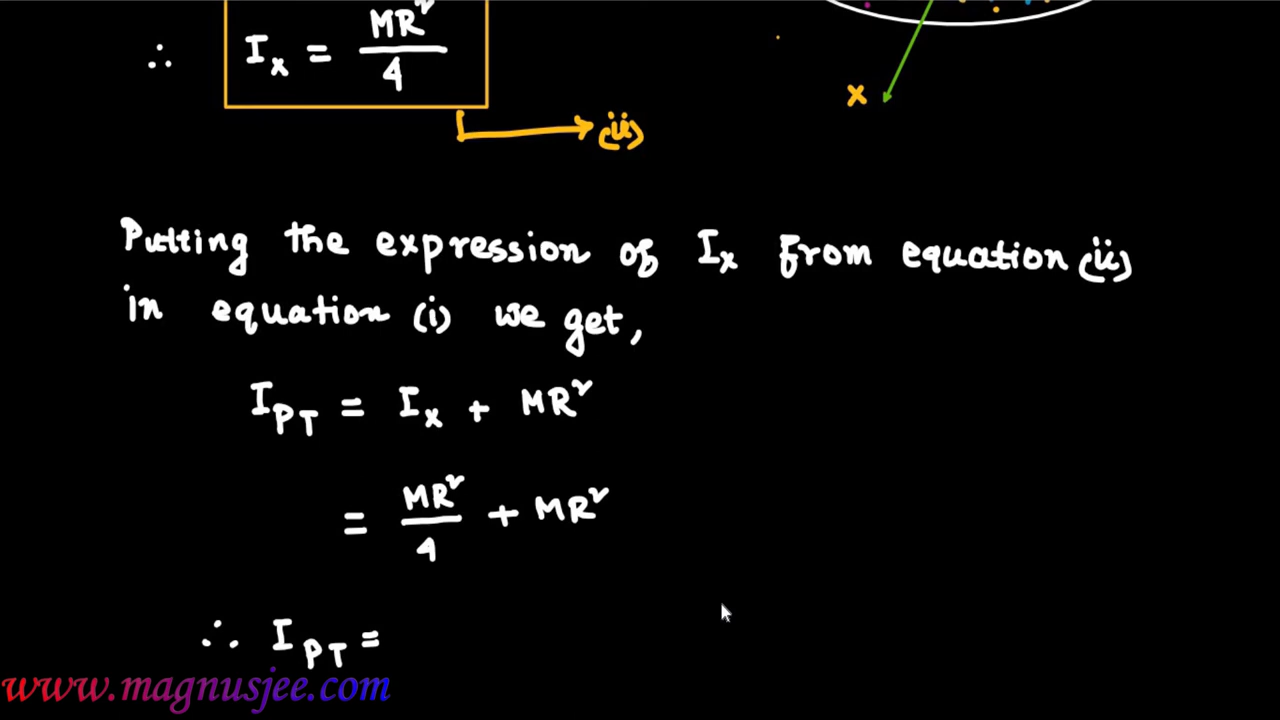 ∴ Iₓ = MR²/4
x
(ii)
Putting the expression of Iₓ from equation (ii)
in equation (i) we get,
I_PT = Iₓ + MR²
= MR²/4 + MR²
∴ I_PT =
www.magnusjee.com